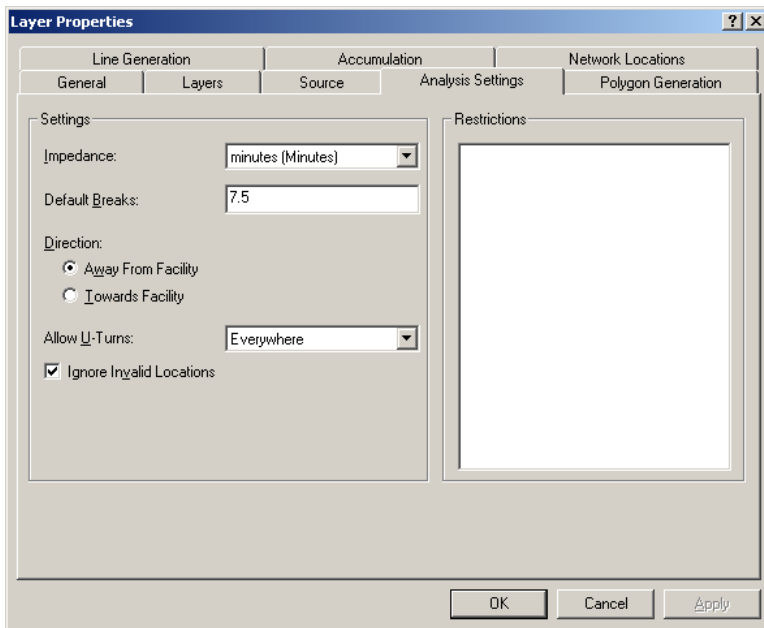 Layer Properties
Line Generation Accumulation Network Locations
General Layers Source Analysis Settings Polygon Generation
Settings
Restrictions
Impedance: minutes (Minutes)
Default Breaks: 7.5
Direction:
Away From Facility
Towards Facility
Allow U-Turns: Everywhere
Ignore Invalid Locations
OK Cancel Apply